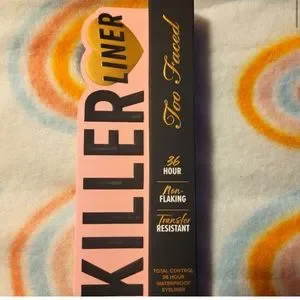 KILLER
LINER
Too Faced
36
HOUR
Non-
FLAKING
Transfer
RESISTANT
TOTAL CONTROL
36 HOUR
WATERPROOF
EYELINER